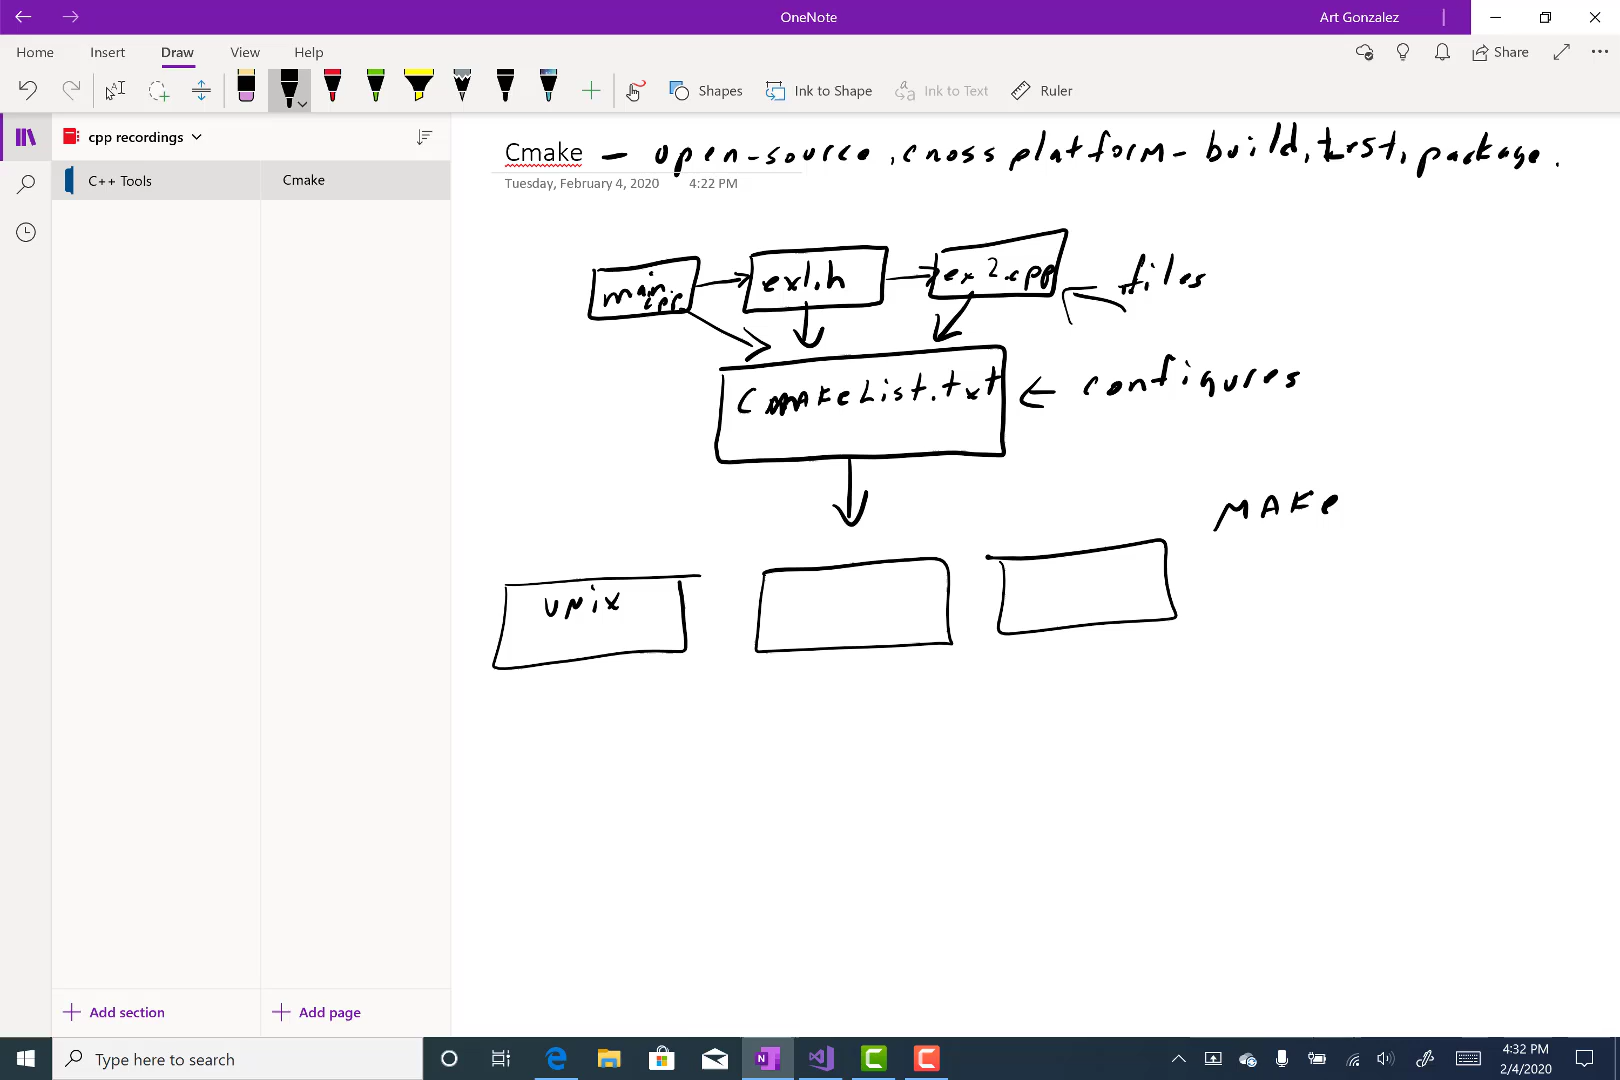 OneNote
Art Gonzalez
Home Insert Draw View Help
Share
Shapes Ink to Shape Ink to Text Ruler
cpp recordings
C++ Tools
Cmake
Cmake — open-source, cross platform - build, test, package.
Tuesday, February 4, 2020 4:22 PM
main.cpp ex1.h ex2.cpp files
CmakeList.txt configures
MAKe
Unix
Add section
Add page
Type here to search
4:32 PM
2/4/2020